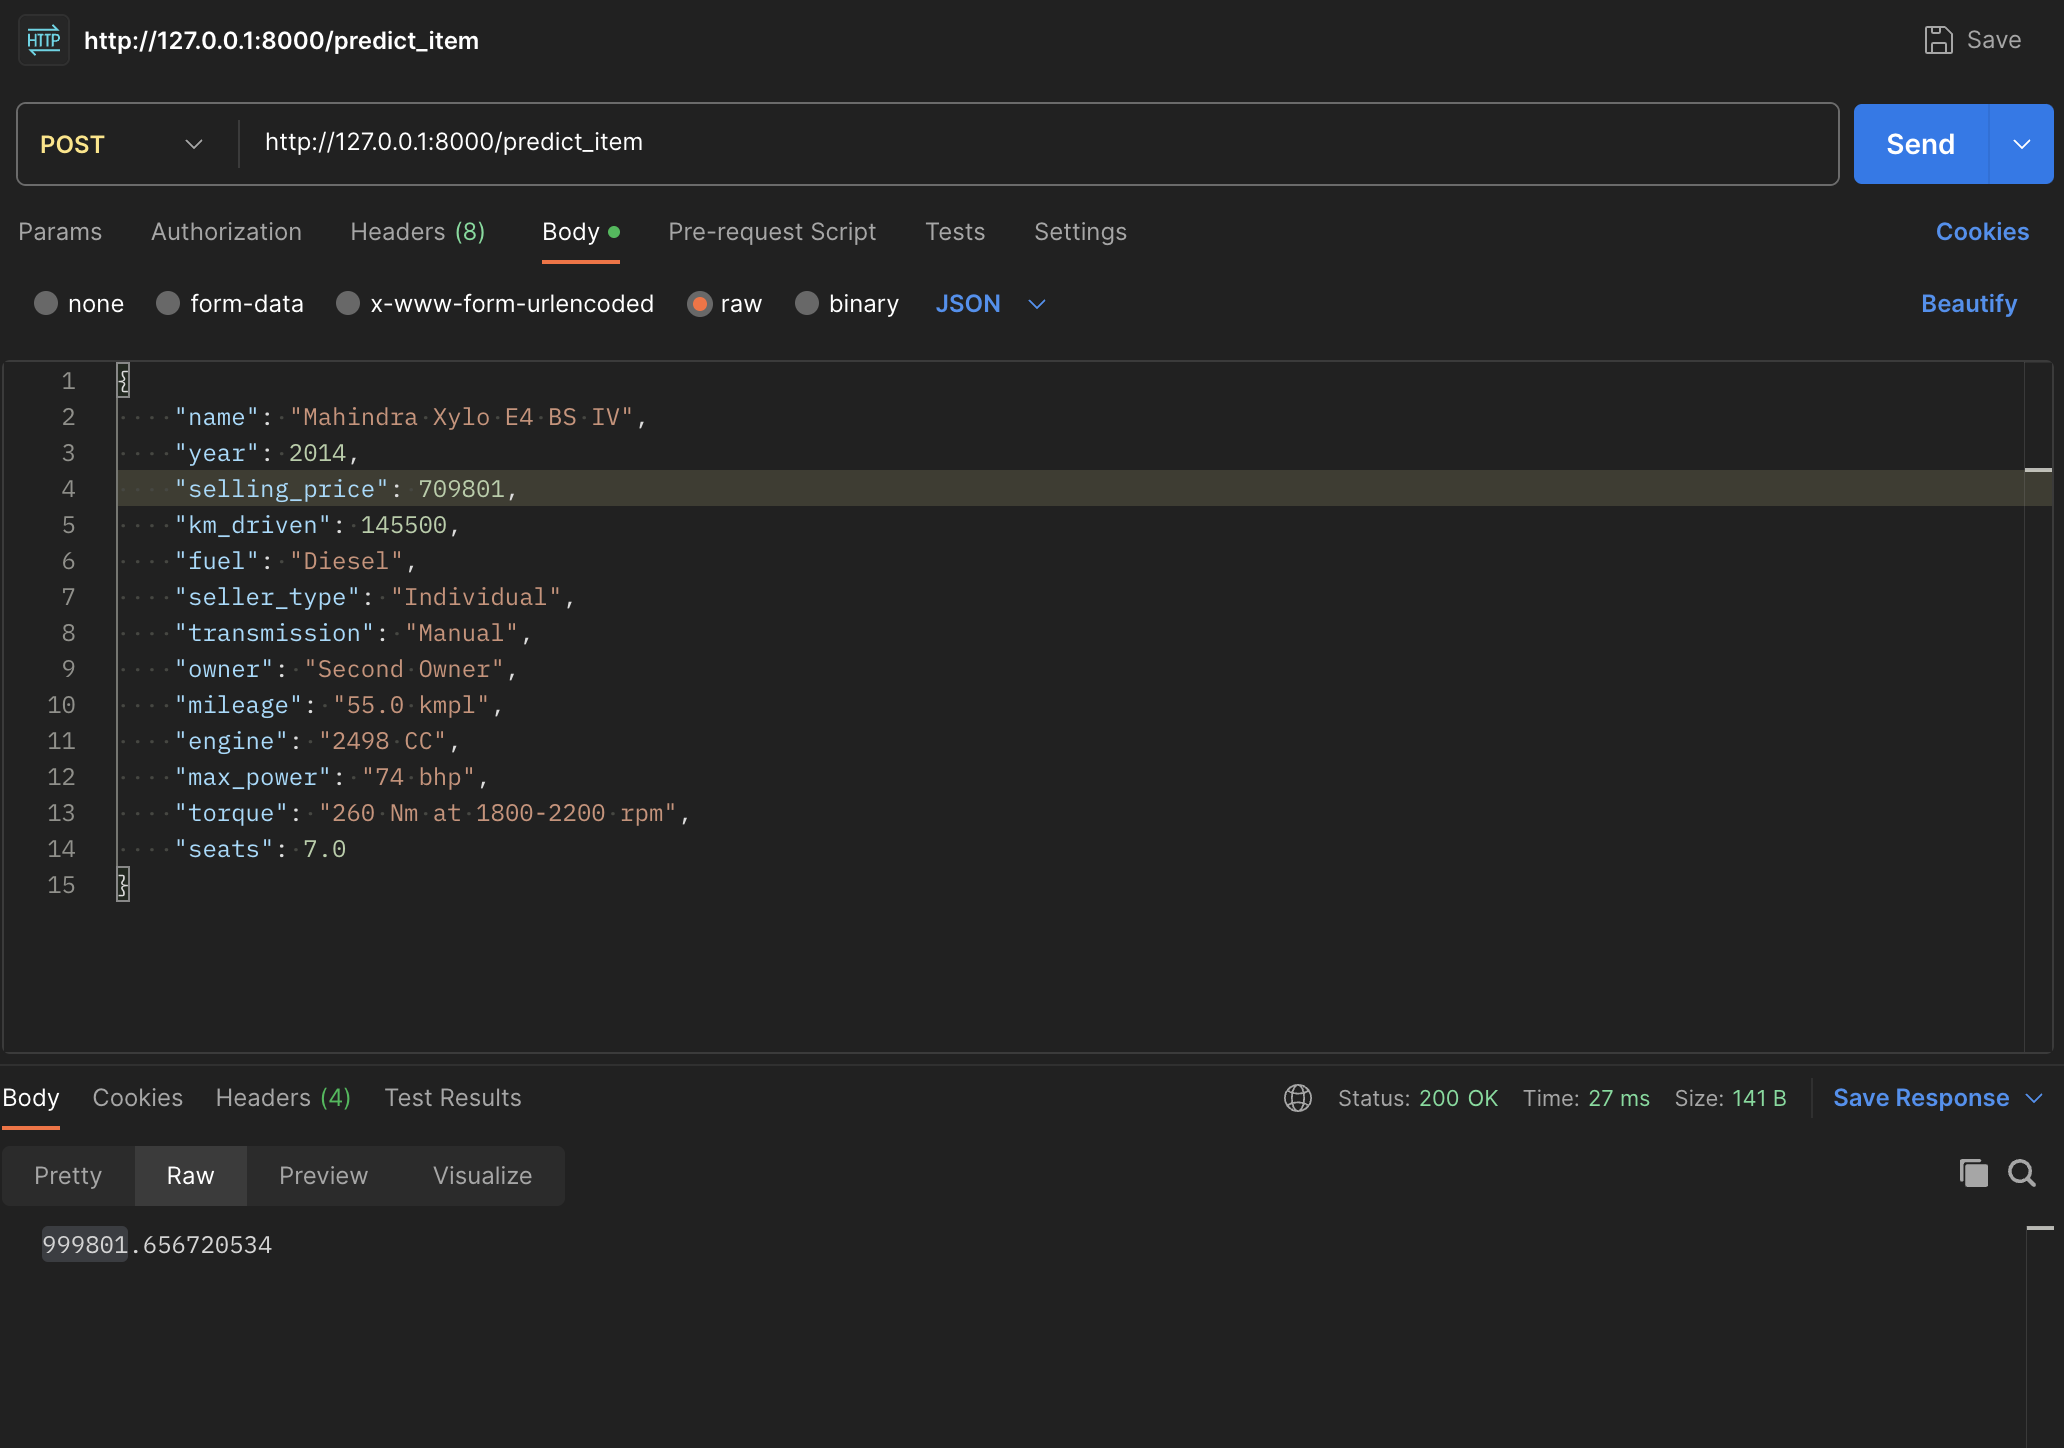 HTTP http://127.0.0.1:8000/predict_item Save
POST http://127.0.0.1:8000/predict_item Send
Params Authorization Headers (8) Body Pre-request Script Tests Settings Cookies
none form-data x-www-form-urlencoded raw binary JSON Beautify
1 {
2 "name": "Mahindra Xylo E4 BS IV",
3 "year": 2014,
4 "selling_price": 709801,
5 "km_driven": 145500,
6 "fuel": "Diesel",
7 "seller_type": "Individual",
8 "transmission": "Manual",
9 "owner": "Second Owner",
10 "mileage": "55.0 kmpl",
11 "engine": "2498 CC",
12 "max_power": "74 bhp",
13 "torque": "260 Nm at 1800-2200 rpm",
14 "seats": 7.0
15 }
Body Cookies Headers (4) Test Results Status: 200 OK Time: 27 ms Size: 141 B Save Response
Pretty Raw Preview Visualize
999801.656720534